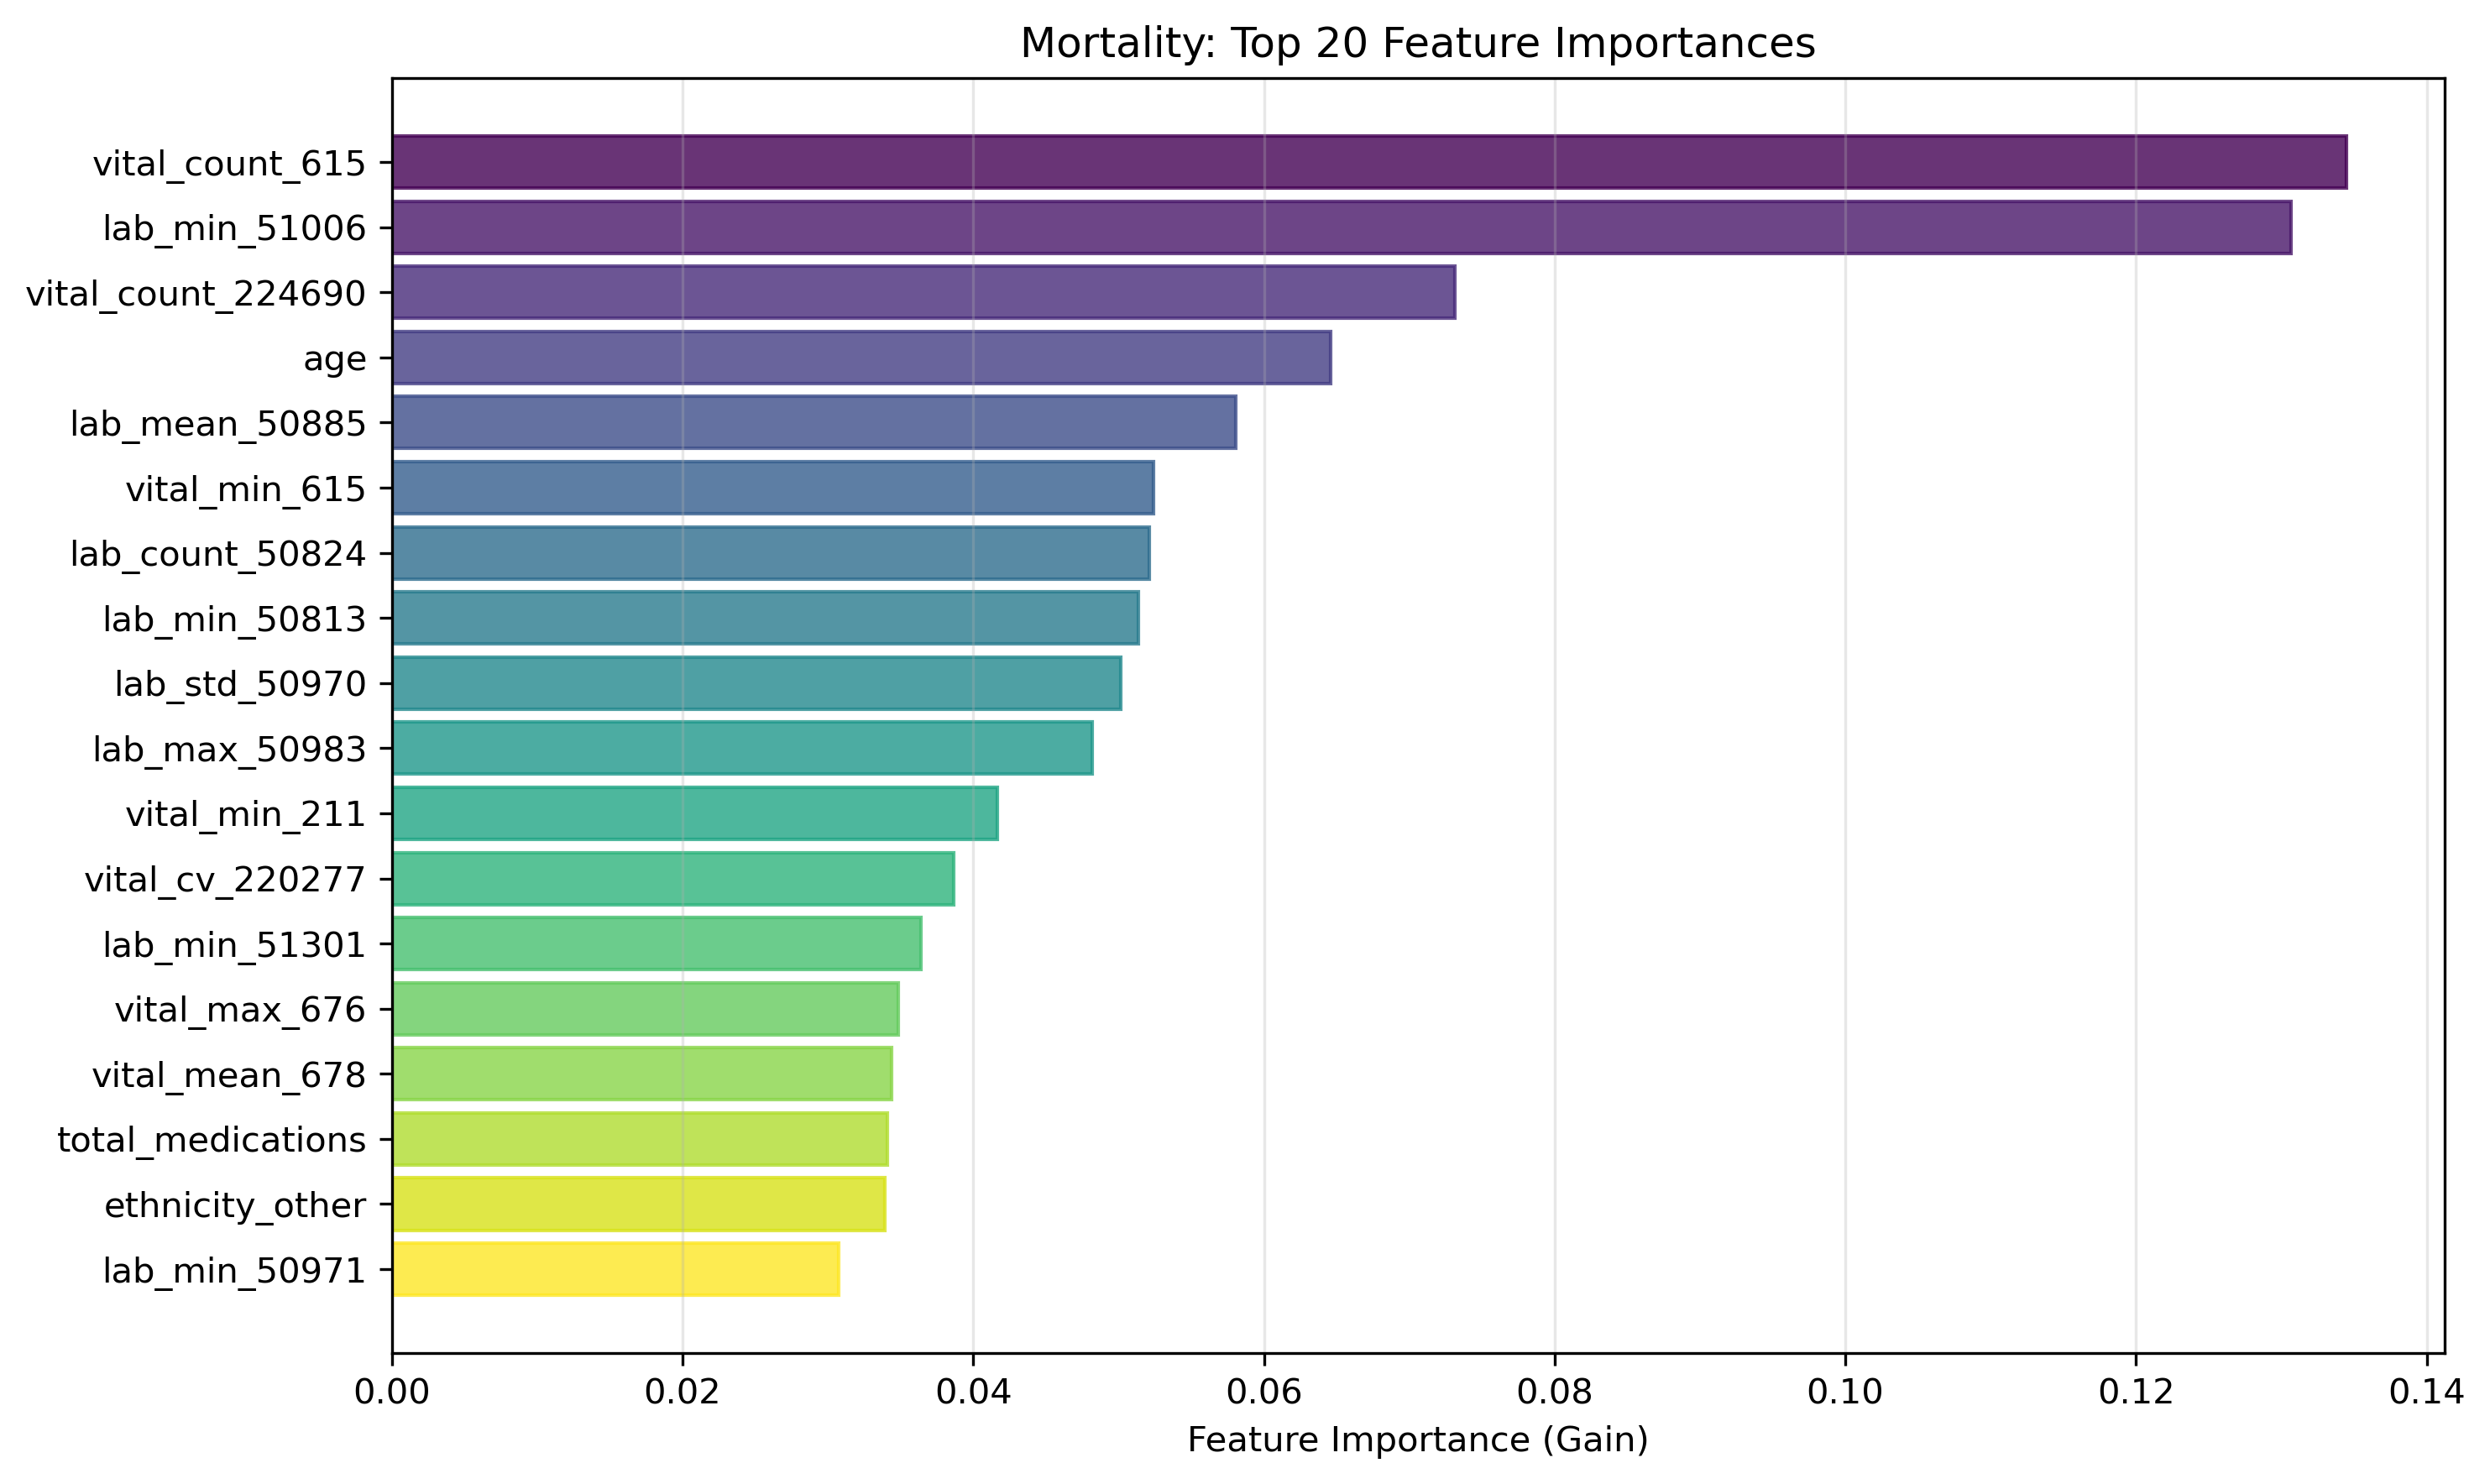 Mortality: Top 20 Feature Importances
vital_count_615
lab_min_51006
vital_count_224690
age
lab_mean_50885
vital_min_615
lab_count_50824
lab_min_50813
lab_std_50970
lab_max_50983
vital_min_211
vital_cv_220277
lab_min_51301
vital_max_676
vital_mean_678
total_medications
ethnicity_other
lab_min_50971
0.00 0.02 0.04 0.06 0.08 0.10 0.12 0.14
Feature Importance (Gain)